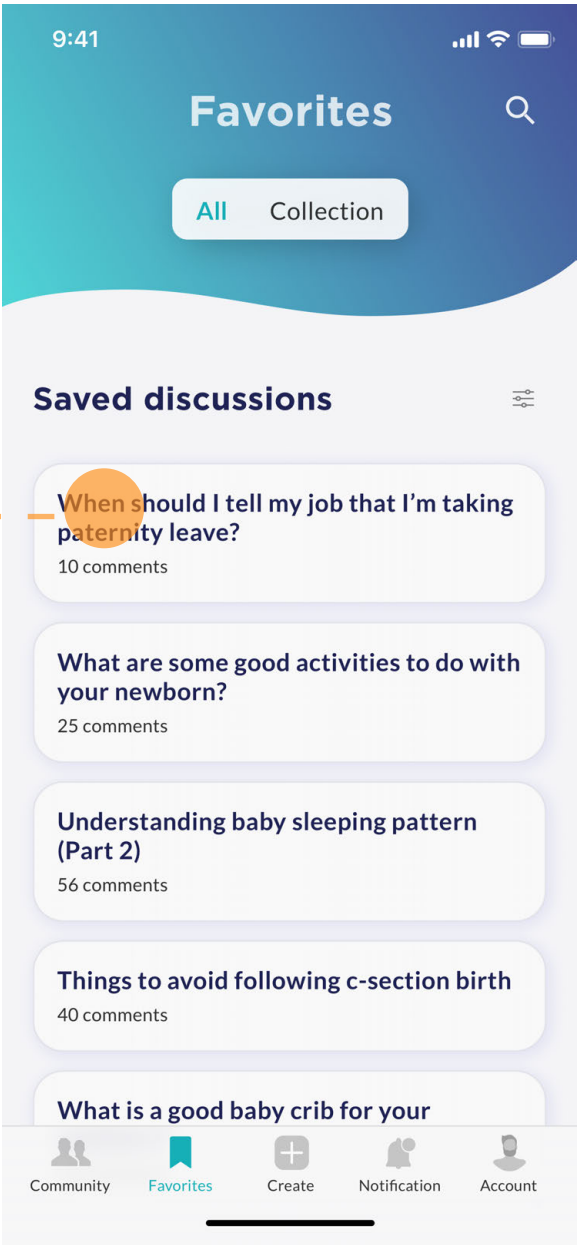 9:41
Favorites
All Collection
Saved discussions
When should I tell my job that I’m taking
paternity leave?
10 comments
What are some good activities to do with
your newborn?
25 comments
Understanding baby sleeping pattern
(Part 2)
56 comments
Things to avoid following c-section birth
40 comments
What is a good baby crib for your
Community Favorites Create Notification Account